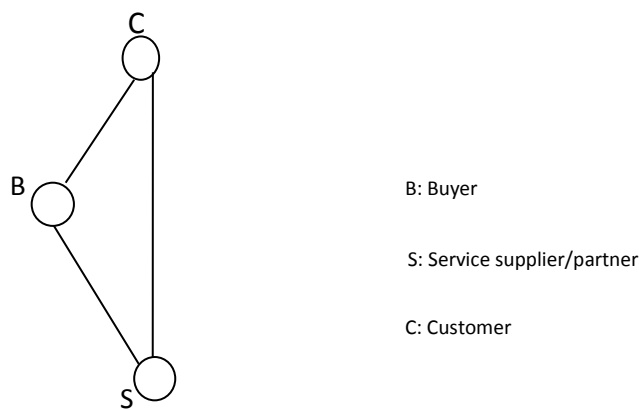 C
B
S
B: Buyer
S: Service supplier/partner
C: Customer